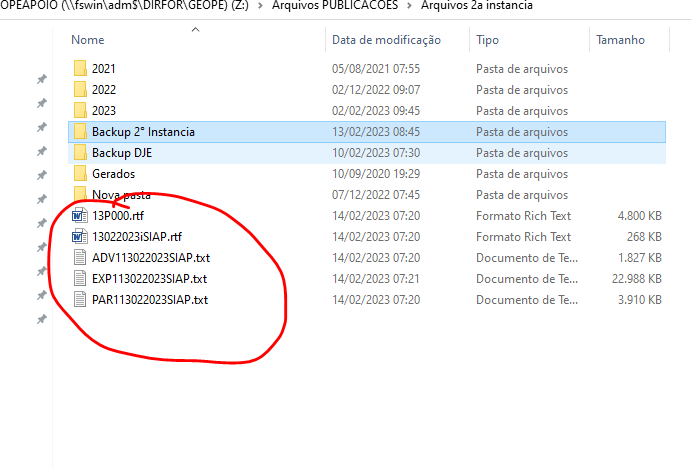 OPEAPOIO (\\fswin\adm$\DIRFOR\GEOPE) (Z:) > Arquivos PUBLICACOES > Arquivos 2a instancia
Nome Data de modificação Tipo Tamanho
2021 05/08/2021 07:55 Pasta de arquivos
2022 02/12/2022 09:07 Pasta de arquivos
2023 02/02/2023 09:45 Pasta de arquivos
Backup 2° Instancia 13/02/2023 08:45 Pasta de arquivos
Backup DJE 10/02/2023 07:30 Pasta de arquivos
Gerados 10/09/2020 19:29 Pasta de arquivos
Nova pasta 07/12/2022 07:45 Pasta de arquivos
13P000.rtf 14/02/2023 07:20 Formato Rich Text 4.800 KB
13022023iSIAP.rtf 14/02/2023 07:20 Formato Rich Text 268 KB
ADV113022023SIAP.txt 14/02/2023 07:20 Documento de Te... 1.827 KB
EXP113022023SIAP.txt 14/02/2023 07:21 Documento de Te... 22.988 KB
PAR113022023SIAP.txt 14/02/2023 07:20 Documento de Te... 3.910 KB